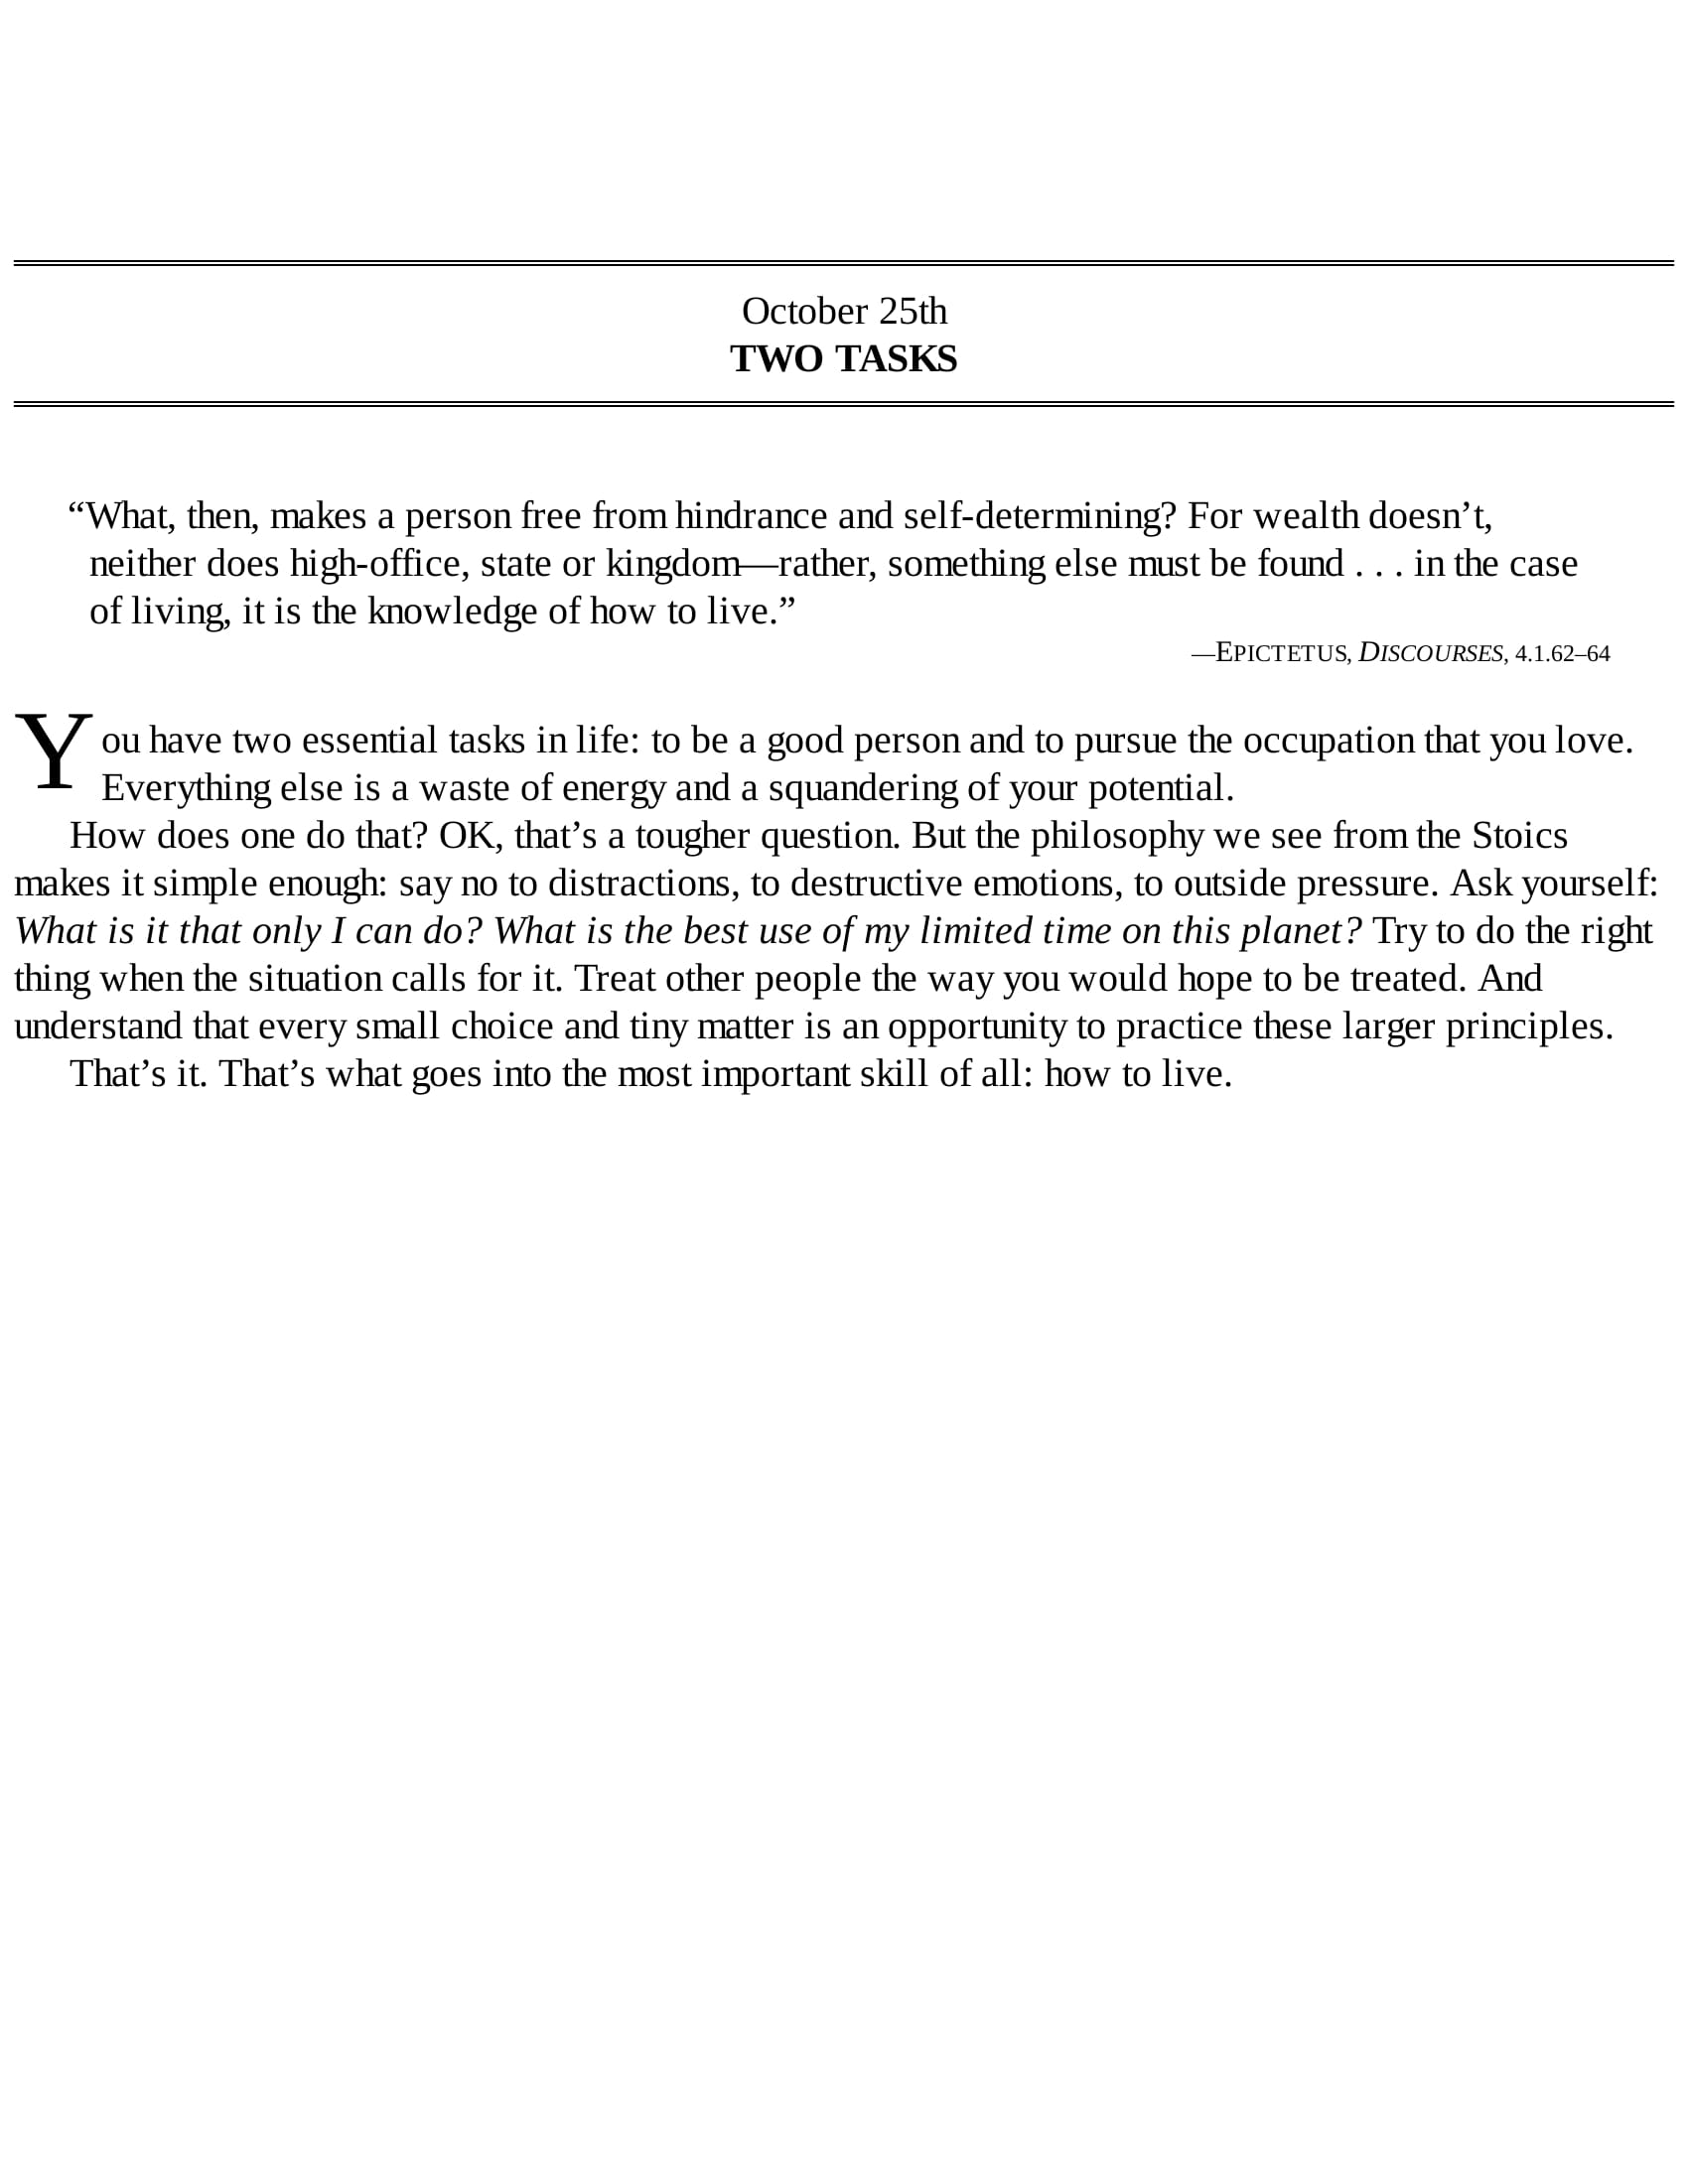 October 25th
TWO TASKS
“What, then, makes a person free from hindrance and self-determining? For wealth doesn’t,
neither does high-office, state or kingdom—rather, something else must be found . . . in the case
of living, it is the knowledge of how to live.”
—EPICTETUS, DISCOURSES, 4.1.62–64
You have two essential tasks in life: to be a good person and to pursue the occupation that you love.
Everything else is a waste of energy and a squandering of your potential.
How does one do that? OK, that’s a tougher question. But the philosophy we see from the Stoics
makes it simple enough: say no to distractions, to destructive emotions, to outside pressure. Ask yourself:
What is it that only I can do? What is the best use of my limited time on this planet? Try to do the right
thing when the situation calls for it. Treat other people the way you would hope to be treated. And
understand that every small choice and tiny matter is an opportunity to practice these larger principles.
That’s it. That’s what goes into the most important skill of all: how to live.